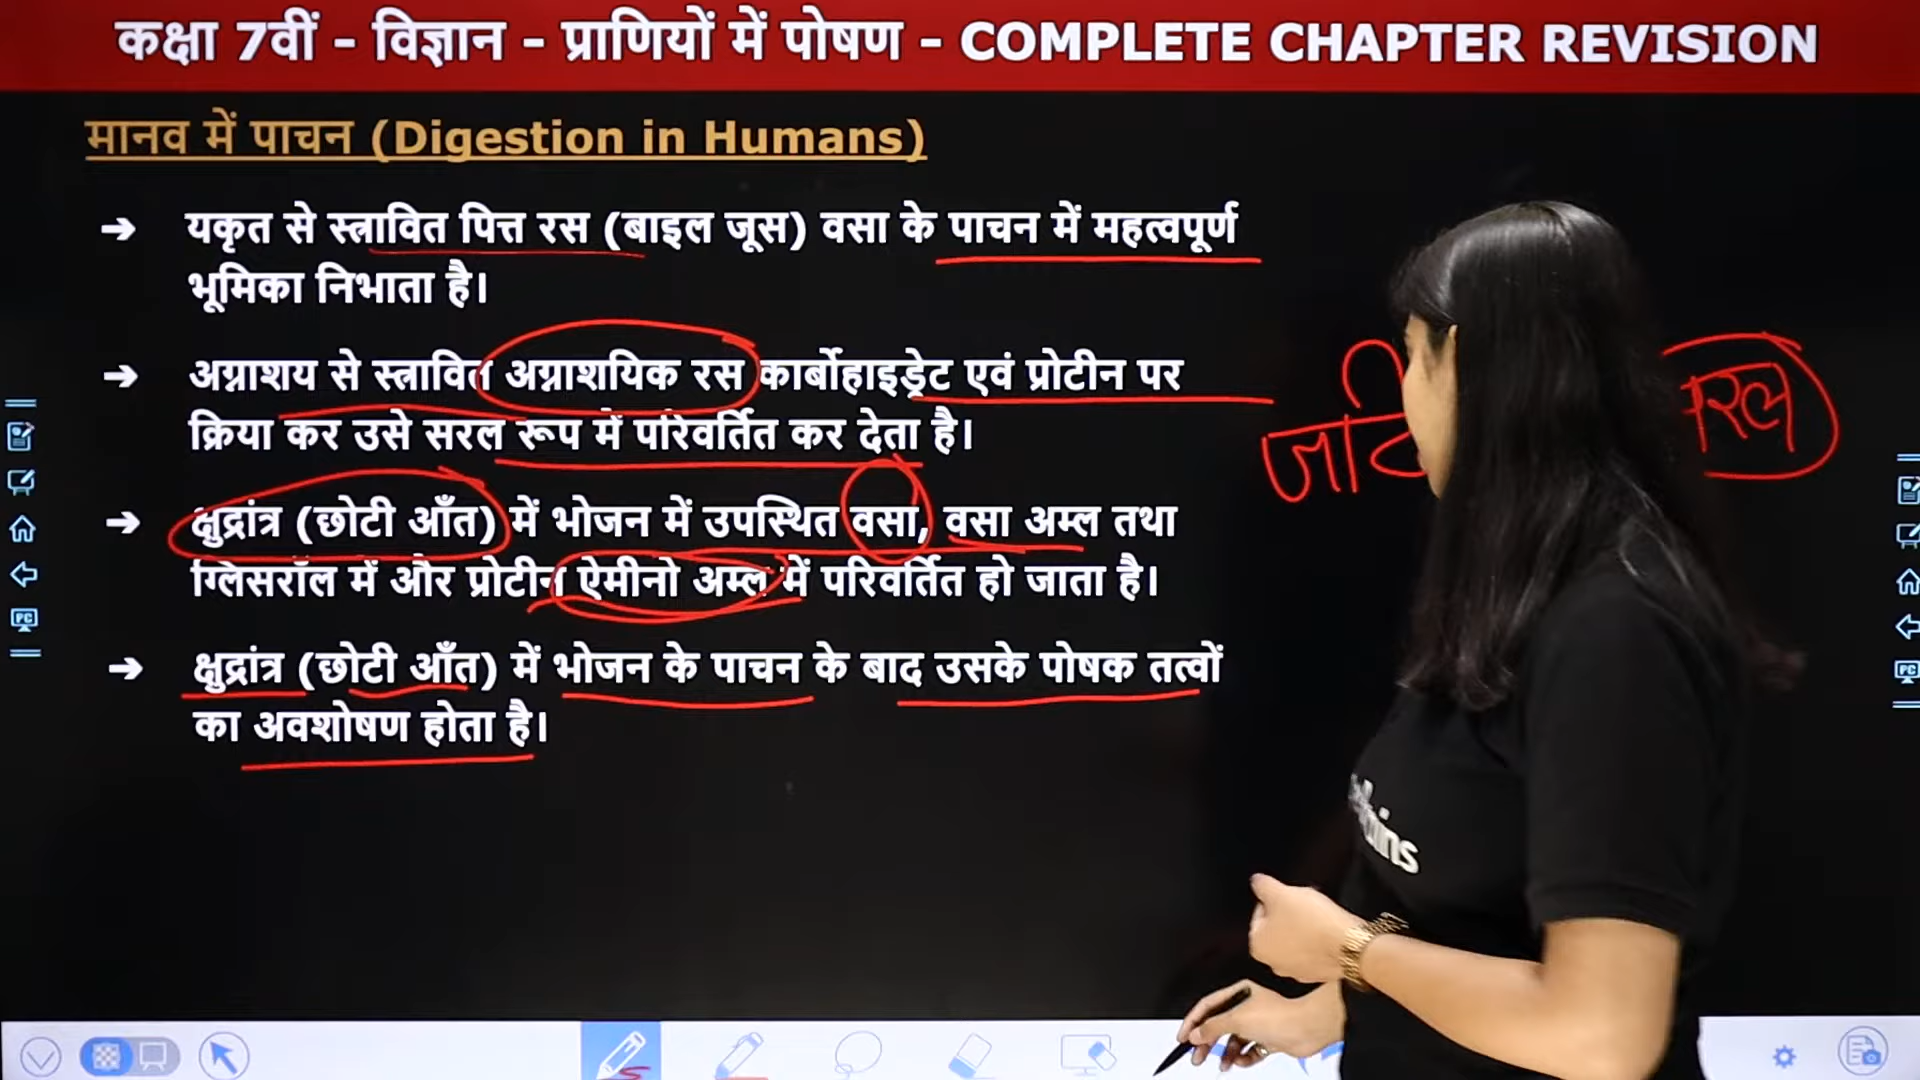 कक्षा 7वीं - विज्ञान - प्राणियों में पोषण - COMPLETE CHAPTER REVISION
मानव में पाचन (Digestion in Humans)
➔ यकृत से स्त्रावित पित्त रस (बाइल जूस) वसा के पाचन में महत्वपूर्ण
भूमिका निभाता है।
➔ अग्नाशय से स्त्रावित अग्नाशयिक रस कार्बोहाइड्रेट एवं प्रोटीन पर
क्रिया कर उसे सरल रूप में परिवर्तित कर देता है।
➔ क्षुद्रांत्र (छोटी आँत) में भोजन में उपस्थित वसा, वसा अम्ल तथा
ग्लिसरॉल में और प्रोटीन ऐमीनो अम्ल में परिवर्तित हो जाता है।
➔ क्षुद्रांत्र (छोटी आँत) में भोजन के पाचन के बाद उसके पोषक तत्वों
का अवशोषण होता है।
PC
PC